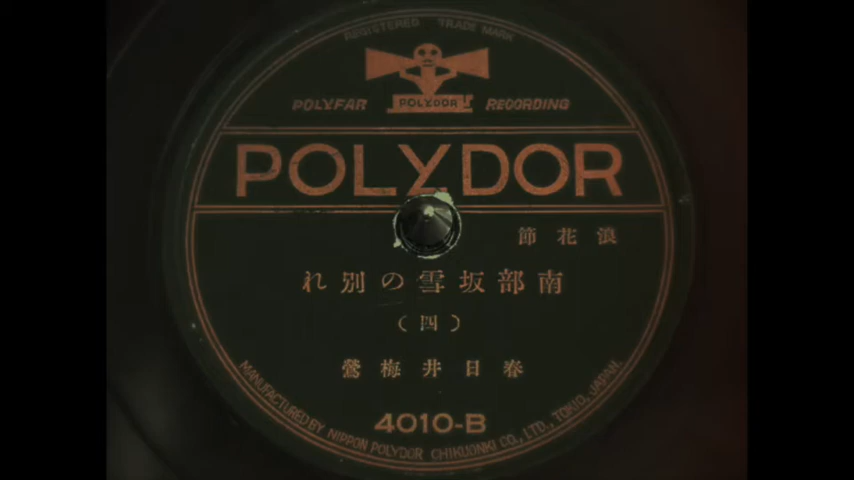 REGISTERED TRADE MARK
POLYFAR POLYDOR RECORDING
POLYDOR
浪花節
南部坂雪の別れ
(四)
春日井梅鶯
4010-B
MANUFACTURED BY NIPPON POLYDOR CHIKUONKI CO., LTD., TOKIO, JAPAN.